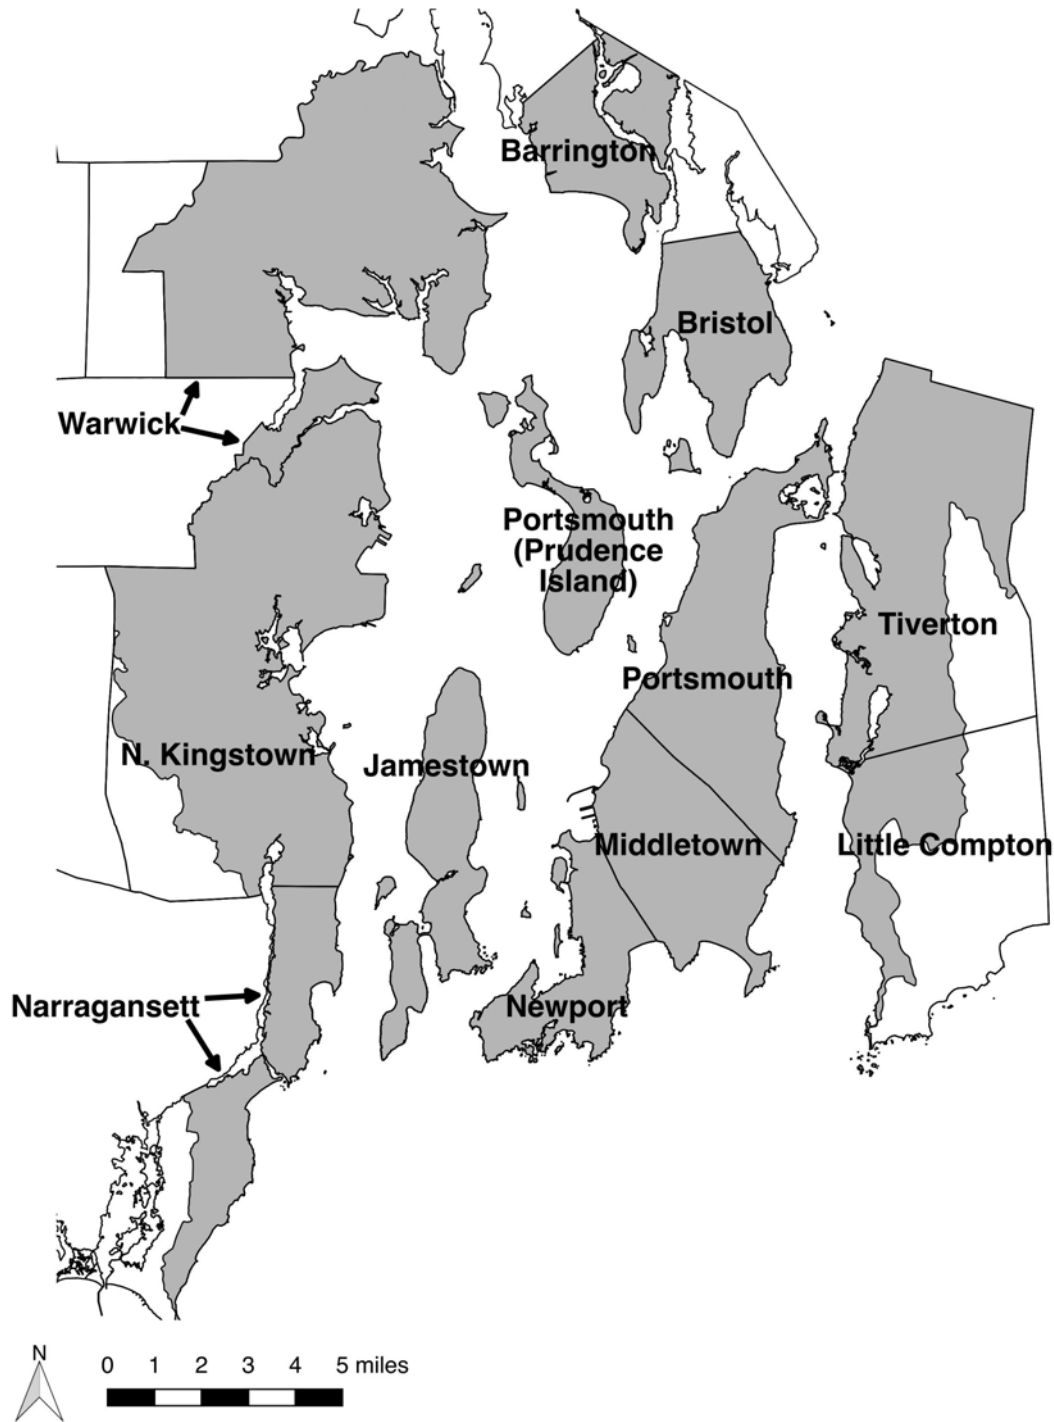 Barrington
Bristol
Warwick
Portsmouth
(Prudence
Island)
Tiverton
Portsmouth
N. Kingstown
Jamestown
Middletown
Little Compton
Narragansett
Newport
N
0 1 2 3 4 5 miles